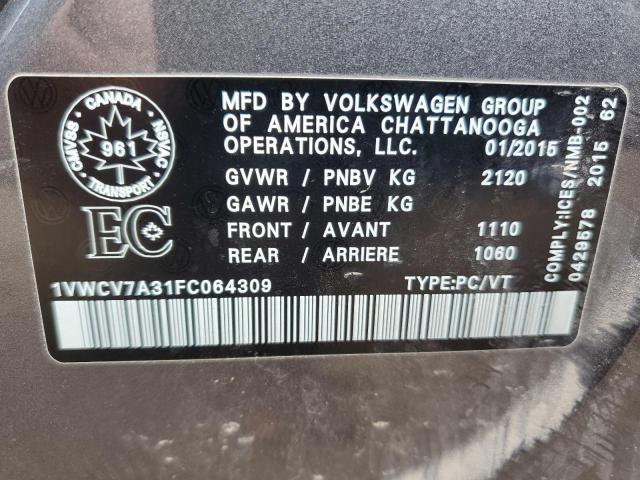 CANADA
CMVSS
NSVAC
961
TRANSPORT
EC
MFD BY VOLKSWAGEN GROUP
OF AMERICA CHATTANOOGA
OPERATIONS, LLC. 01/2015
GVWR / PNBV KG 2120
GAWR / PNBE KG
FRONT / AVANT 1110
REAR / ARRIERE 1060
1VWCV7A31FC064309 TYPE:PC/VT
COMPLY:ICES/NMB-002
0429578 2015 62